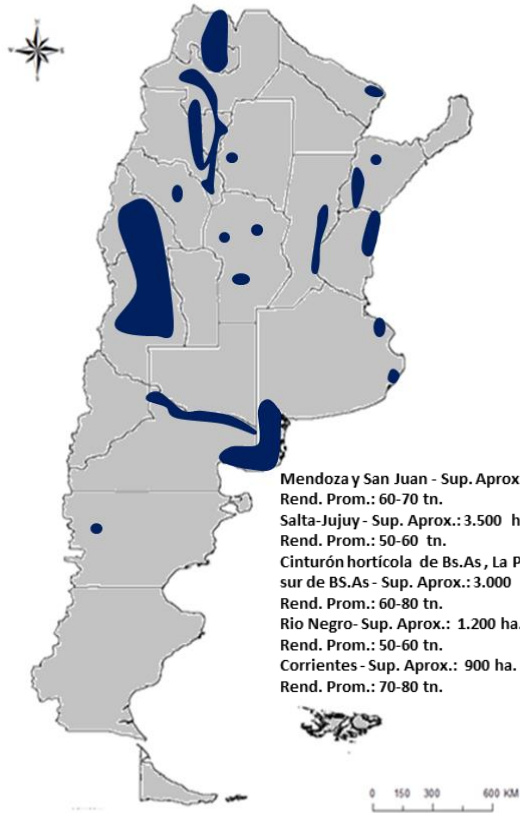 N
Mendoza y San Juan - Sup. Aprox
Rend. Prom.: 60-70 tn.
Salta-Jujuy - Sup. Aprox.: 3.500 h
Rend. Prom.: 50-60 tn.
Cinturón hortícola de Bs.As , La P
sur de BS.As - Sup. Aprox.: 3.000
Rend. Prom.: 60-80 tn.
Rio Negro- Sup. Aprox.: 1.200 ha.
Rend. Prom.: 50-60 tn.
Corrientes - Sup. Aprox.: 900 ha.
Rend. Prom.: 70-80 tn.
0 150 300 600 KM